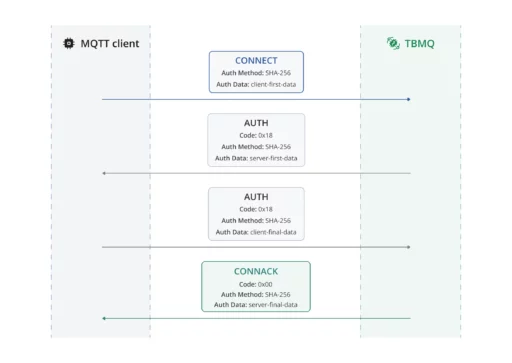 MQTT client
TBMQ
CONNECT
Auth Method: SHA-256
Auth Data: client-first-data
AUTH
Code: 0x18
Auth Method: SHA-256
Auth Data: server-first-data
AUTH
Code: 0x18
Auth Method: SHA-256
Auth Data: client-final-data
CONNACK
Code: 0x00
Auth Method: SHA-256
Auth Data: server-final-data